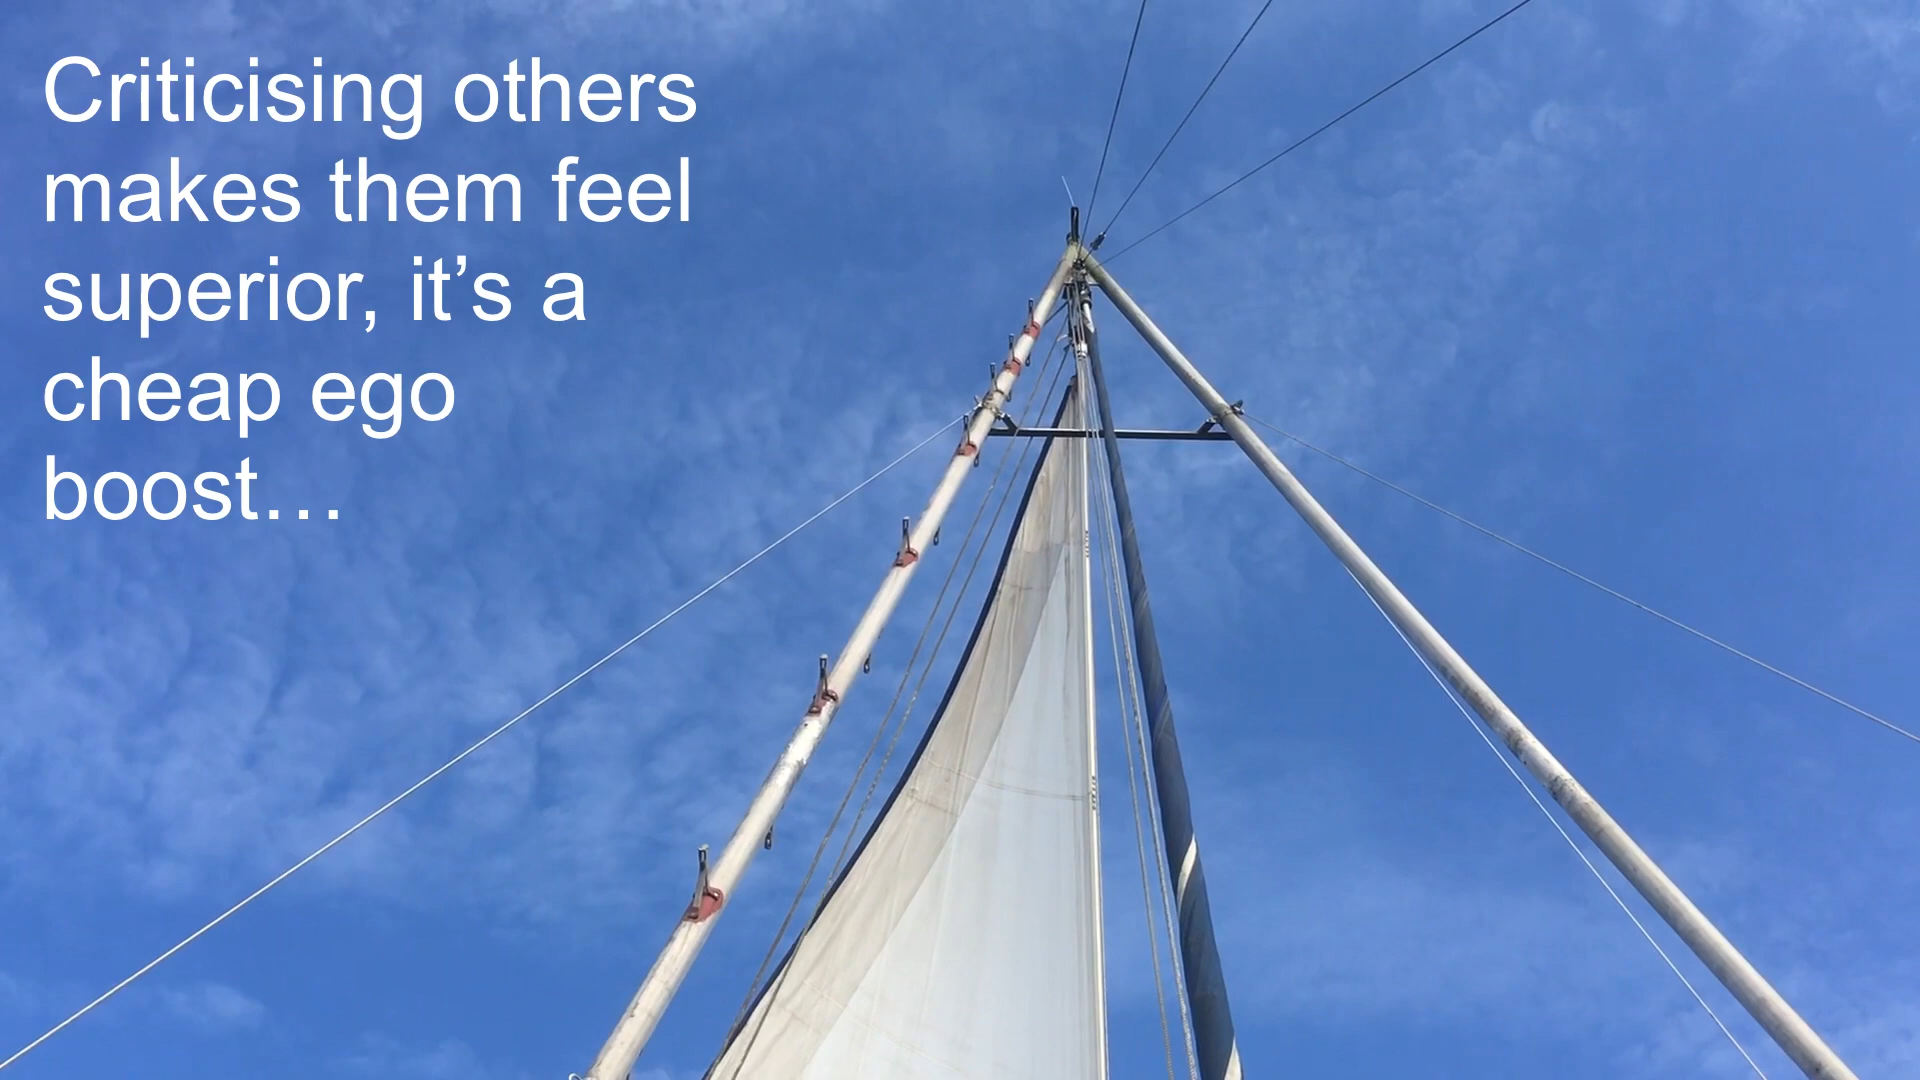 Criticising others
makes them feel
superior, it’s a
cheap ego
boost…